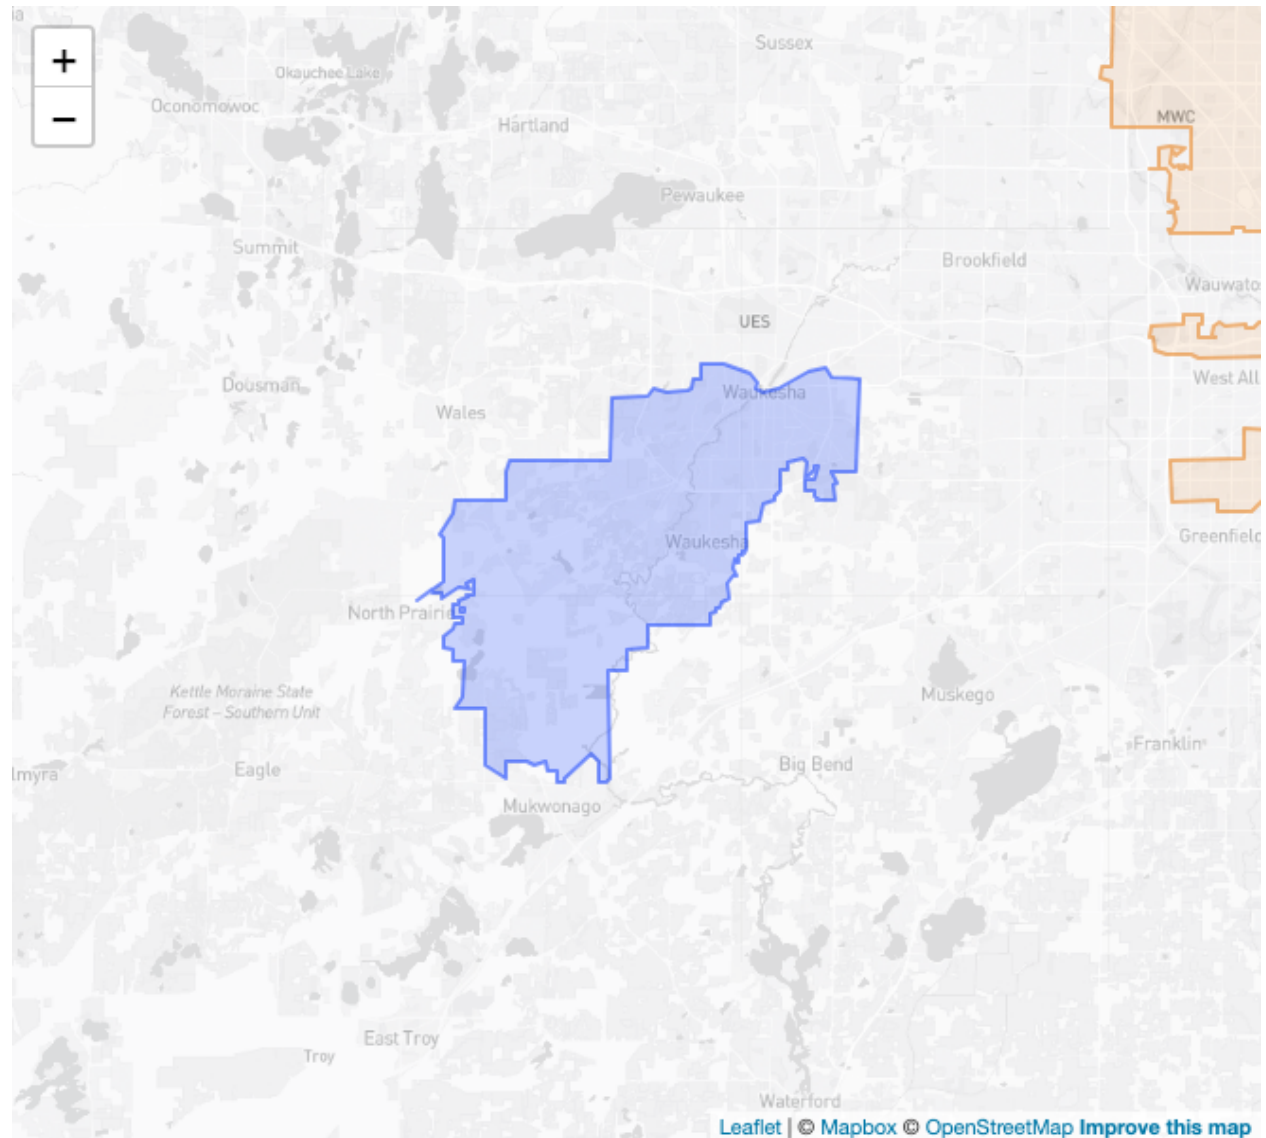 ia
+
−
Sussex
Okauchee Lake
Oconomowoc
Hartland
MWC
Pewaukee
Summit
Brookfield
Wauwato
UES
Dousman
Wales
Waukesha
West All
Waukesha
Greenfield
North Prairie
Kettle Moraine State
Forest – Southern Unit
Muskego
Franklin
lmyra
Eagle
Big Bend
Mukwonago
East Troy
Troy
Waterford
Leaflet | © Mapbox © OpenStreetMap Improve this map